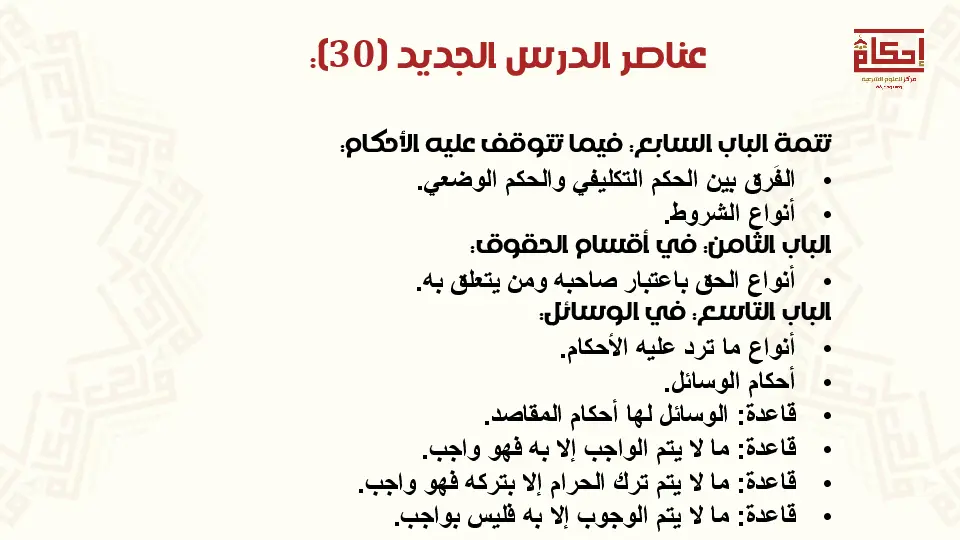 عناصر الدرس الجديد (30):
إحكام
مركز للعلوم الشرعية
تتمة الباب السابع: فيما تتوقف عليه الأحكام:
• الفَرق بين الحكم التكليفي والحكم الوضعي.
• أنواع الشروط.
الباب الثامن: في أقسام الحقوق:
• أنواع الحق باعتبار صاحبه ومن يتعلق به.
الباب التاسع: في الوسائل:
• أنواع ما ترد عليه الأحكام.
• أحكام الوسائل.
• قاعدة: الوسائل لها أحكام المقاصد.
• قاعدة: ما لا يتم الواجب إلا به فهو واجب.
• قاعدة: ما لا يتم ترك الحرام إلا بتركه فهو واجب.
• قاعدة: ما لا يتم الوجوب إلا به فليس بواجب.